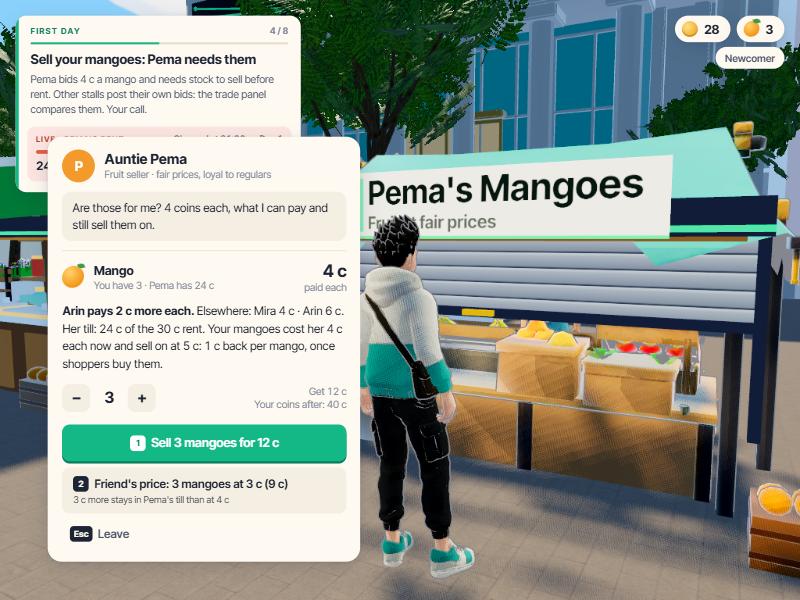 FIRST DAY 4 / 8
Sell your mangoes: Pema needs them
Pema bids 4 c a mango and needs stock to sell before
rent. Other stalls post their own bids: the trade panel
compares them. Your call.
28
3
Newcomer
P
Auntie Pema
Fruit seller · fair prices, loyal to regulars
Are those for me? 4 coins each, what I can pay and
still sell them on.
Mango 4 c
You have 3 · Pema has 24 c paid each
Arin pays 2 c more each. Elsewhere: Mira 4 c · Arin 6 c.
Her till: 24 c of the 30 c rent. Your mangoes cost her 4 c
each now and sell on at 5 c: 1 c back per mango, once
shoppers buy them.
− 3 +
Get 12 c
Your coins after: 40 c
1 Sell 3 mangoes for 12 c
2 Friend's price: 3 mangoes at 3 c (9 c)
3 c more stays in Pema's till than at 4 c
Esc Leave
Pema's Mangoes
fair prices